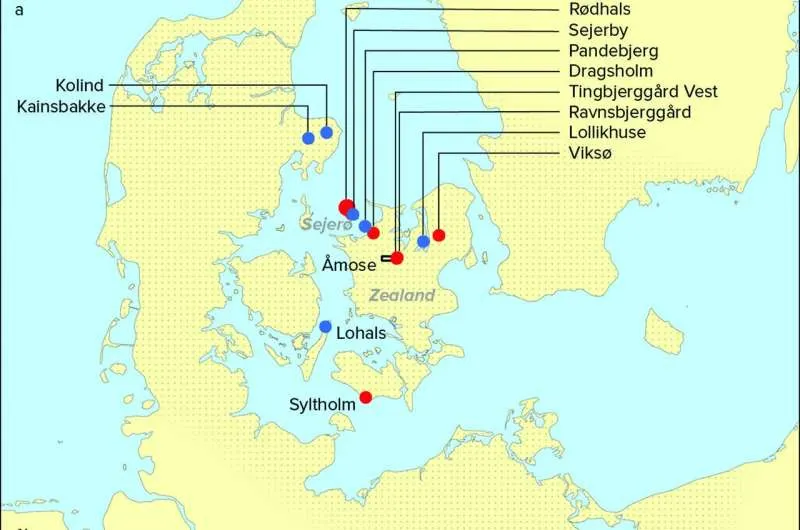 a
Rødhals
Sejerby
Pandebjerg
Dragsholm
Tingbjerggård Vest
Ravnsbjerggård
Lollikhuse
Viksø
Kolind
Kainsbakke
Sejerø
Åmose
Zealand
Lohals
Syltholm